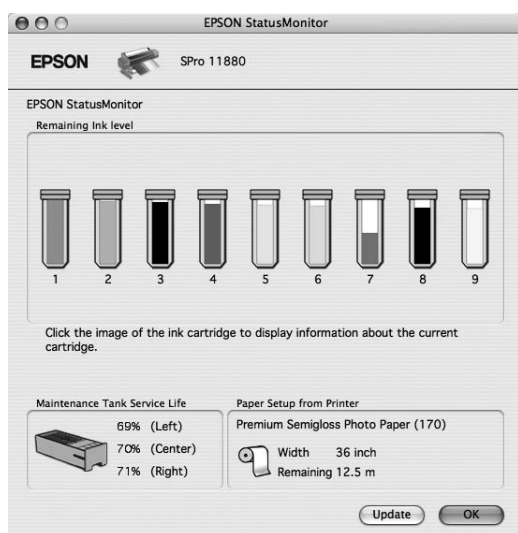 EPSON StatusMonitor
EPSON SPro 11880
EPSON StatusMonitor
Remaining Ink level
1 2 3 4 5 6 7 8 9
Click the image of the ink cartridge to display information about the current
cartridge.
Maintenance Tank Service Life
69% (Left)
70% (Center)
71% (Right)
Paper Setup from Printer
Premium Semigloss Photo Paper (170)
Width 36 inch
Remaining 12.5 m
Update OK